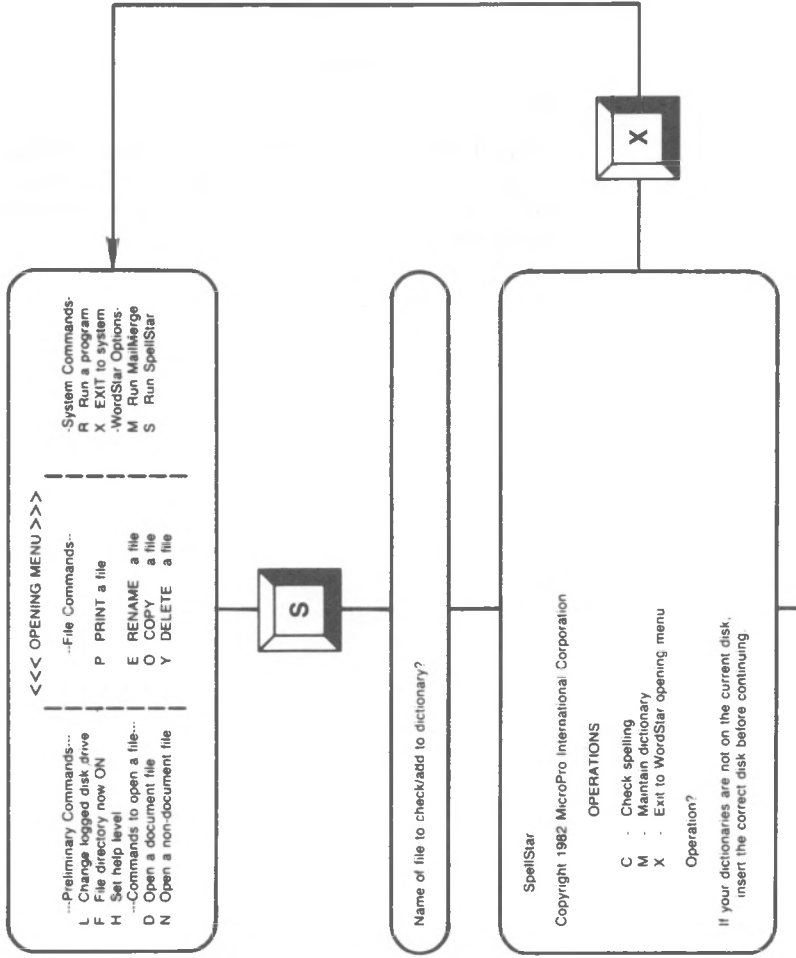 <<< OPENING MENU >>>
---Preliminary Commands---
L Change logged disk drive
F File directory now ON
H Set help level
---Commands to open a file---
D Open a document file
N Open a non-document file
--File Commands--
P PRINT a file
E RENAME a file
O COPY a file
Y DELETE a file
-System Commands-
R Run a program
X EXIT to system
-WordStar Options-
M Run MailMerge
S Run SpellStar
S
Name of file to check/add to dictionary?
SpellStar
Copyright 1982 MicroPro International Corporation
OPERATIONS
C - Check spelling
M - Maintain dictionary
X - Exit to WordStar opening menu
Operation?
If your dictionaries are not on the current disk,
insert the correct disk before continuing.
X